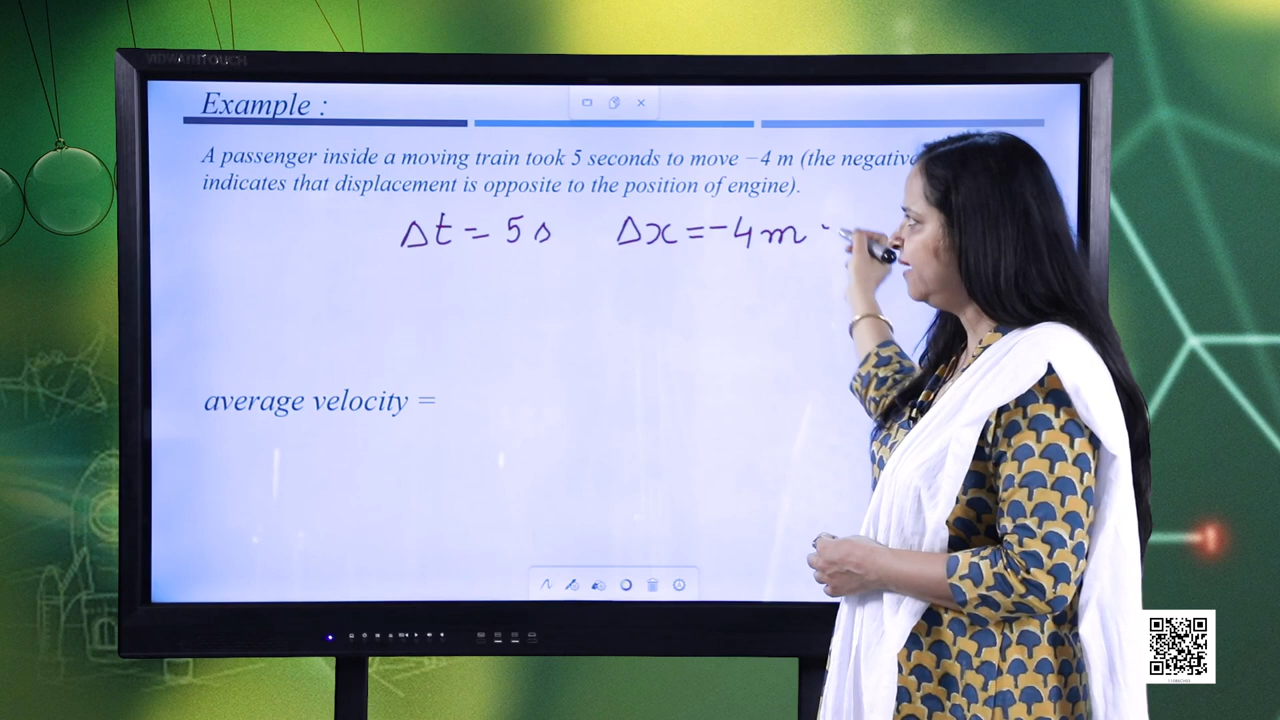 VIDWANTOUCH
Example :
A passenger inside a moving train took 5 seconds to move −4 m (the negative
indicates that displacement is opposite to the position of engine).
Δt = 5 s Δx = −4 m
average velocity =